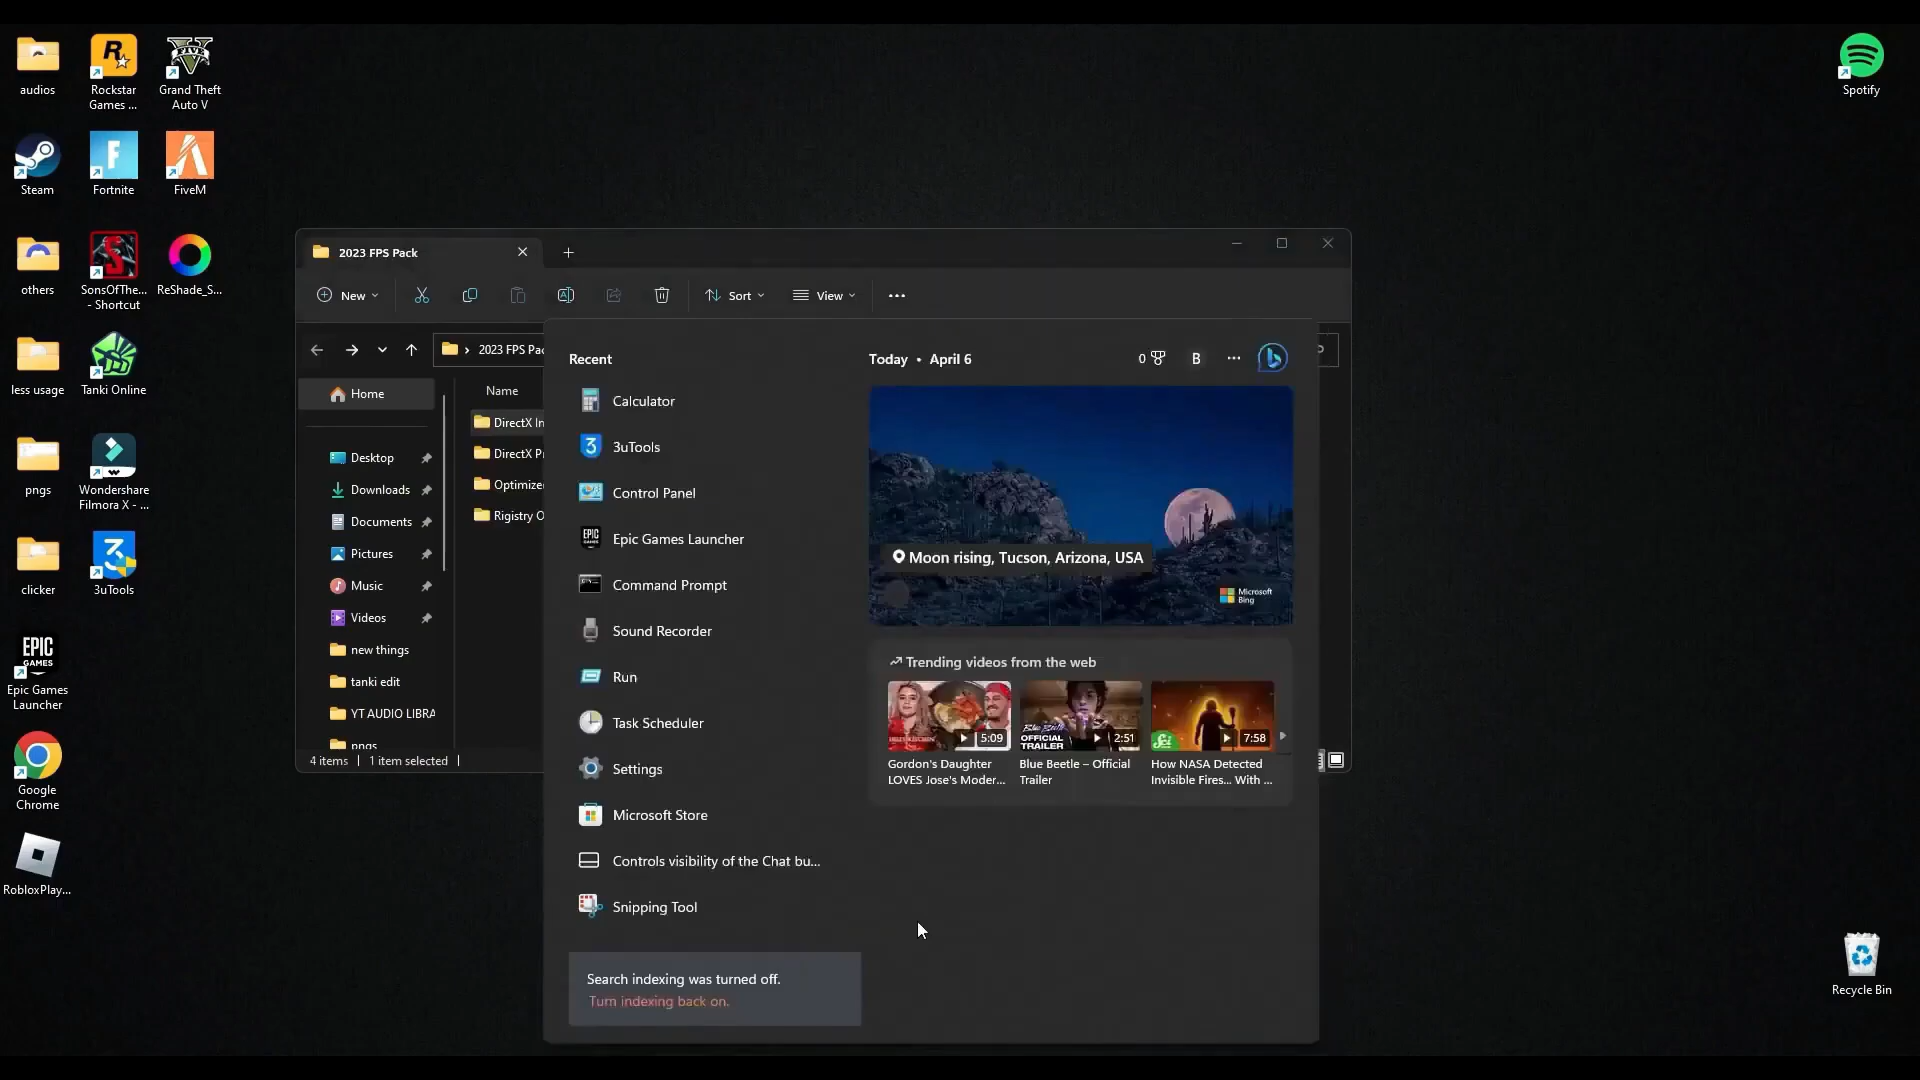 audios
Rockstar
Games ...
Grand Theft
Auto V
Spotify
Steam
Fortnite
FiveM
others
SonsOfThe...
- Shortcut
ReShade_S...
less usage
Tanki Online
pngs
Wondershare
Filmora X - ...
clicker
3uTools
EPIC
GAMES
Epic Games
Launcher
Google
Chrome
RobloxPlay...
Recycle Bin
2023 FPS Pack
New
Sort
View
2023 FPS Pac
Home
Desktop
Downloads
Documents
Pictures
Music
Videos
new things
tanki edit
YT AUDIO LIBRA
pngs
Name
DirectX In
DirectX P
Optimize
Rigistry O
4 items
1 item selected
Recent
Calculator
3uTools
Control Panel
Epic Games Launcher
Command Prompt
Sound Recorder
Run
Task Scheduler
Settings
Microsoft Store
Controls visibility of the Chat bu...
Snipping Tool
Search indexing was turned off.
Turn indexing back on.
Today • April 6
0
B
Moon rising, Tucson, Arizona, USA
Microsoft
Bing
Trending videos from the web
5:09
Gordon's Daughter
LOVES Jose's Moder...
OFFICIAL
TRAILER
2:51
Blue Beetle – Official
Trailer
Sci
7:58
How NASA Detected
Invisible Fires... With ...